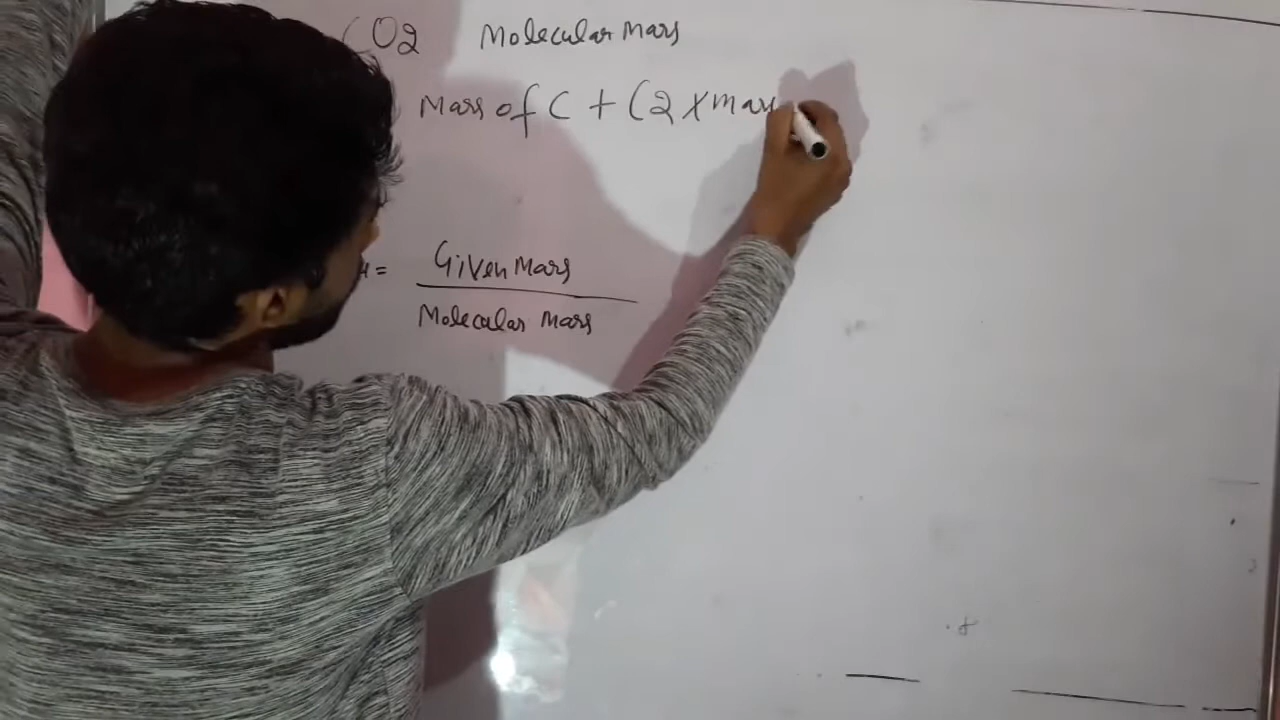 CO2 Molecular Mass
Mass of C + (2 X mass
= Given Mass
Molecular Mass